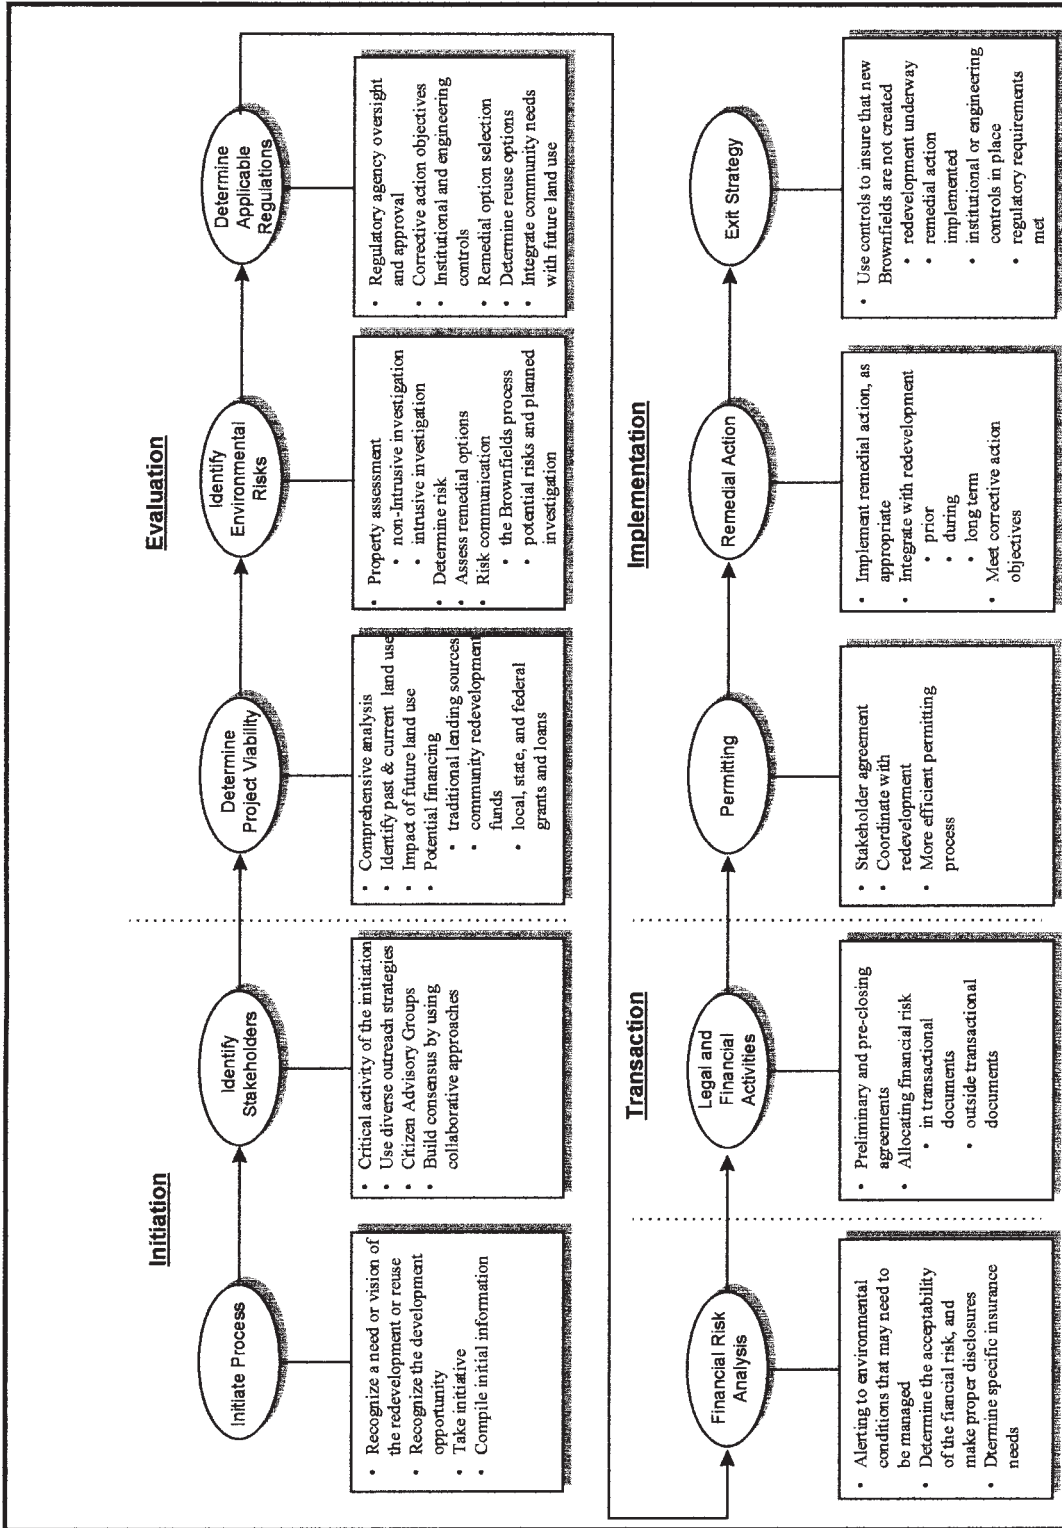 Initiation
Evaluation
Initiate Process
Identify
Stakeholders
Determine
Project Viability
Identify
Environmental
Risks
Determine
Applicable
Regulations
• Recognize a need or vision of
the redevelopment or reuse
• Recognize the development
opportunity
• Take initiative
• Compile initial information
• Critical activity of the initiation
• Use diverse outreach strategies
• Citizen Advisory Groups
• Build consensus by using
collaborative approaches
• Comprehensive analysis
• Identify past & current land use
• Impact of future land use
• Potential financing
• traditional lending sources
• community redevelopment
funds
• local, state, and federal
grants and loans
• Property assessment
• non-Intrusive investigation
• intrusive investigation
• Determine risk
• Assess remedial options
• Risk communication
• the Brownfields process
• potential risks and planned
investigation
• Regulatory agency oversight
and approval
• Corrective action objectives
• Institutional and engineering
controls
• Remedial option selection
• Determine reuse options
• Integrate community needs
with future land use
Transaction
Implementation
Financial Risk
Analysis
Legal and
Financial
Activities
Permitting
Remedial Action
Exit Strategy
• Alerting to environmental
conditions that may need to
be managed
• Determine the acceptability
of the fiancial risk, and
make proper disclosures
• Dtermine specific insurance
needs
• Preliminary and pre-closing
agreements
• Allocating financial risk
• in transactional
documents
• outside transactional
documents
• Stakeholder agreement
• Coordinate with
redevelopment
• More efficient permitting
process
• Implement remedial action, as
appropriate
• Integrate with redevelopment
• prior
• during
• long term
• Meet corrective action
objectives
• Use controls to insure that new
Brownfields are not created
• redevelopment underway
• remedial action
implemented
• institutional or engineering
controls in place
• regulatory requirements
met